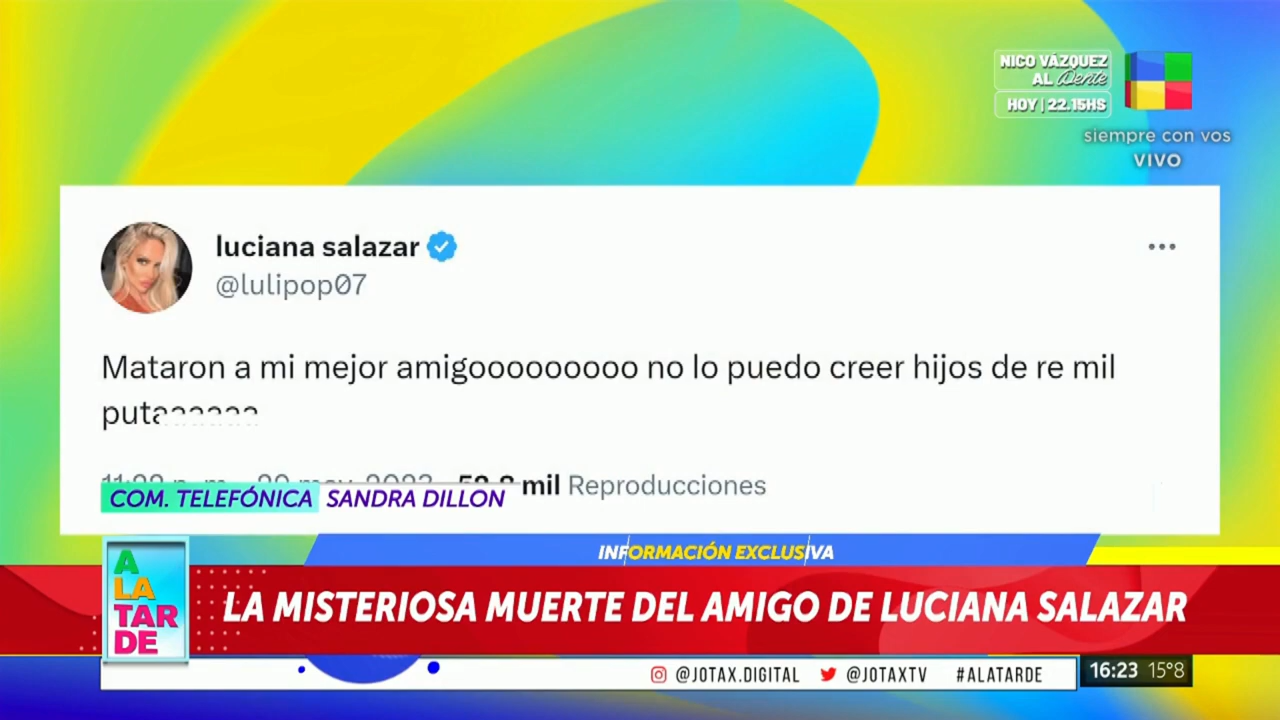 NICO VÁZQUEZ
AL Dente
HOY | 22.15HS
siempre con vos
VIVO
luciana salazar
@lulipop07
Mataron a mi mejor amigooooooooo no lo puedo creer hijos de re mil
putaaaaaa
mil Reproducciones
COM. TELEFÓNICA SANDRA DILLON
INFORMACIÓN EXCLUSIVA
A
LA
TAR
DE
LA MISTERIOSA MUERTE DEL AMIGO DE LUCIANA SALAZAR
@JOTAX.DIGITAL @JOTAXTV #ALATARDE
16:23 15°8